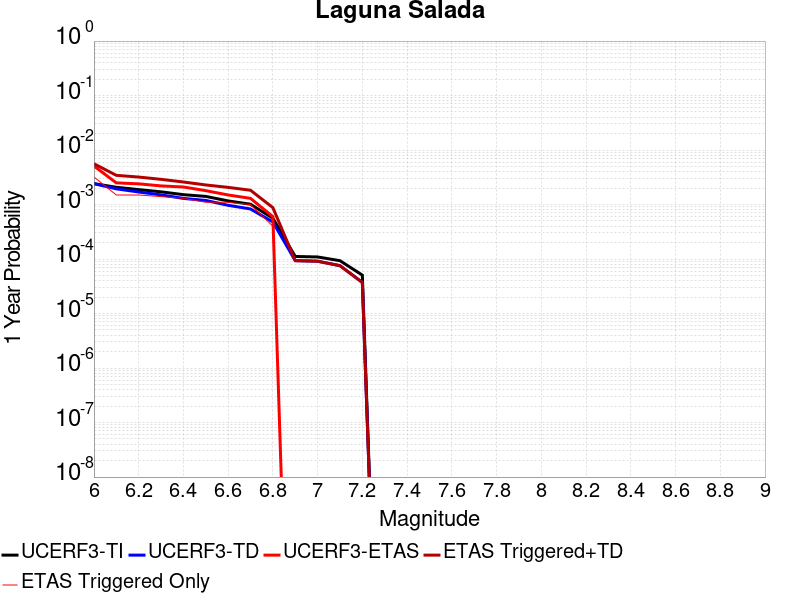 Laguna Salada
1 Year Probability
10^0
10^-1
10^-2
10^-3
10^-4
10^-5
10^-6
10^-7
10^-8
6 6.2 6.4 6.6 6.8 7 7.2 7.4 7.6 7.8 8 8.2 8.4 8.6 8.8 9
Magnitude
UCERF3-TI UCERF3-TD UCERF3-ETAS ETAS Triggered+TD
ETAS Triggered Only